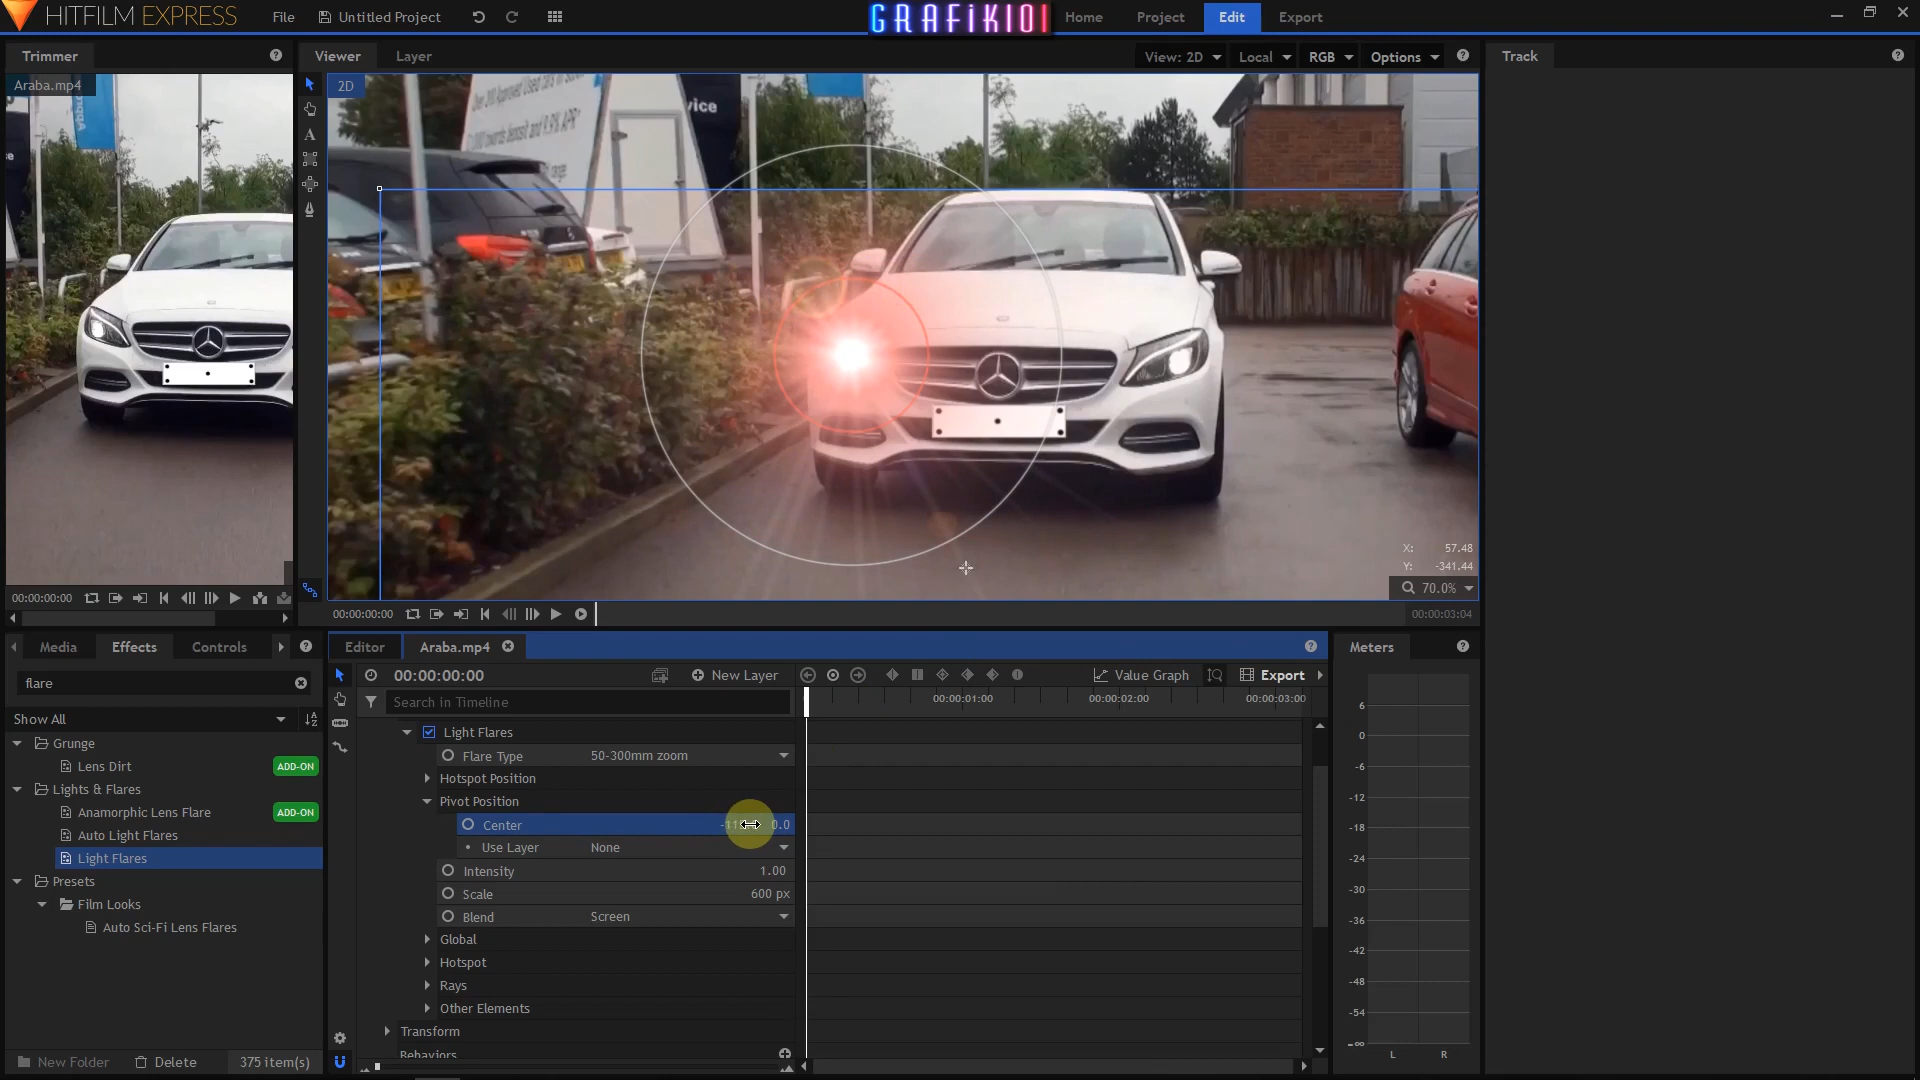 HITFILM EXPRESS
File
Untitled Project
GRAFiK101
Home
Project
Edit
Export
Trimmer
Araba.mp4
Viewer
Layer
View: 2D
Local
RGB
Options
Track
2D
vice
X: 57.48
Y: -341.44
70.0%
00:00:00:00
00:00:00:00
00:00:03:04
Media
Effects
Controls
flare
Show All
Grunge
Lens Dirt
ADD-ON
Lights & Flares
Anamorphic Lens Flare
ADD-ON
Auto Light Flares
Light Flares
Presets
Film Looks
Auto Sci-Fi Lens Flares
New Folder
Delete
375 item(s)
Editor
Araba.mp4
00:00:00:00
New Layer
Value Graph
Export
Search in Timeline
00:00:01:00
00:00:02:00
00:00:03:00
Light Flares
Flare Type
50-300mm zoom
Hotspot Position
Pivot Position
Center
0.0
Use Layer
None
Intensity
1.00
Scale
600 px
Blend
Screen
Global
Hotspot
Rays
Other Elements
Transform
Behaviors
Meters
6
0
-6
-12
-18
-24
-30
-36
-42
-48
-54
-∞
L
R